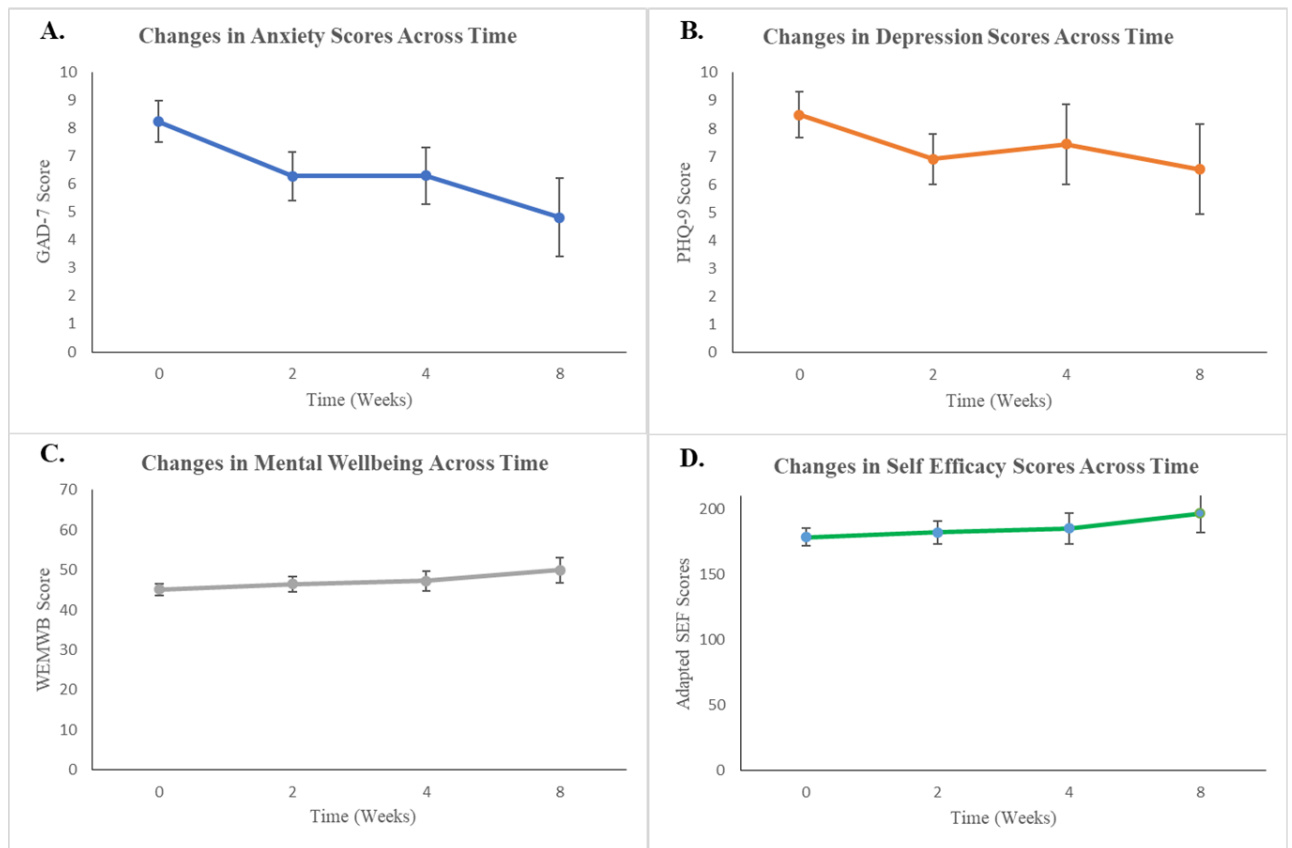 A.
Changes in Anxiety Scores Across Time
10
9
8
7
6
5
4
3
2
1
0
GAD-7 Score
0 2 4 8
Time (Weeks)
B.
Changes in Depression Scores Across Time
10
9
8
7
6
5
4
3
2
1
0
PHQ-9 Score
0 2 4 8
Time (Weeks)
C.
Changes in Mental Wellbeing Across Time
70
60
50
40
30
20
10
0
WEMWB Score
0 2 4 8
Time (Weeks)
D.
Changes in Self Efficacy Scores Across Time
200
150
100
50
0
Adapted SEF Scores
0 2 4 8
Time (Weeks)